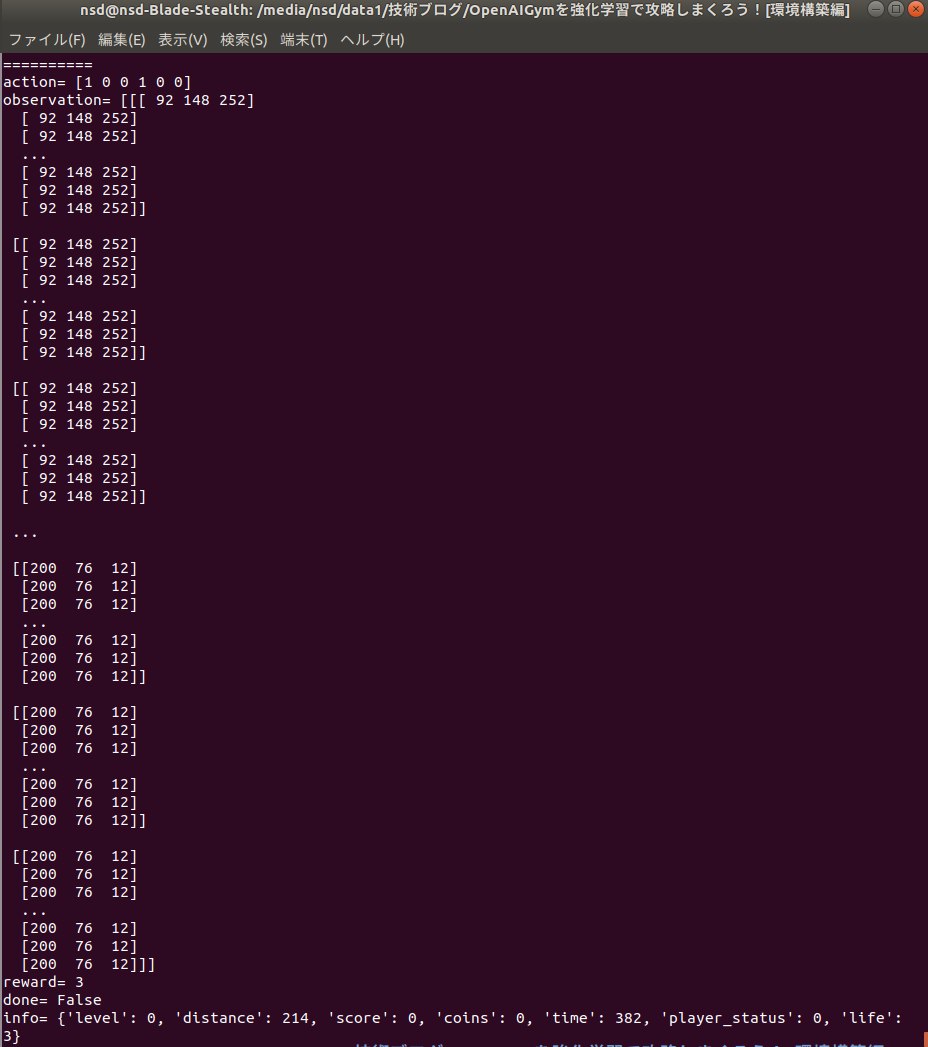 nsd@nsd-Blade-Stealth: /media/nsd/data1/技術ブログ/OpenAIGymを強化学習で攻略しまくろう！[環境構築編]
ファイル(F) 編集(E) 表示(V) 検索(S) 端末(T) ヘルプ(H)
==========
action= [1 0 0 1 0 0]
observation= [[[ 92 148 252]
  [ 92 148 252]
  [ 92 148 252]
  ...
  [ 92 148 252]
  [ 92 148 252]
  [ 92 148 252]]

 [[ 92 148 252]
  [ 92 148 252]
  [ 92 148 252]
  ...
  [ 92 148 252]
  [ 92 148 252]
  [ 92 148 252]]

 [[ 92 148 252]
  [ 92 148 252]
  [ 92 148 252]
  ...
  [ 92 148 252]
  [ 92 148 252]
  [ 92 148 252]]

 ...

 [[200  76  12]
  [200  76  12]
  [200  76  12]
  ...
  [200  76  12]
  [200  76  12]
  [200  76  12]]

 [[200  76  12]
  [200  76  12]
  [200  76  12]
  ...
  [200  76  12]
  [200  76  12]
  [200  76  12]]

 [[200  76  12]
  [200  76  12]
  [200  76  12]
  ...
  [200  76  12]
  [200  76  12]
  [200  76  12]]]
reward= 3
done= False
info= {'level': 0, 'distance': 214, 'score': 0, 'coins': 0, 'time': 382, 'player_status': 0, 'life':
3}